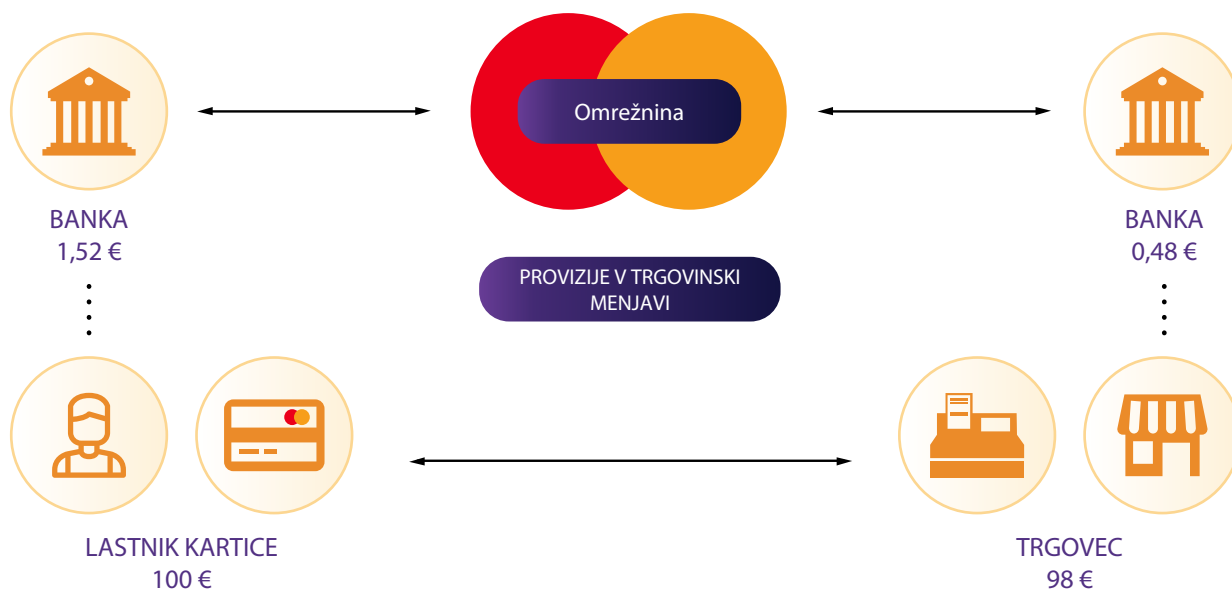 Omrežnina
BANKA
1,52 €
BANKA
0,48 €
PROVIZIJE V TRGOVINSKI
MENJAVI
LASTNIK KARTICE
100 €
TRGOVEC
98 €